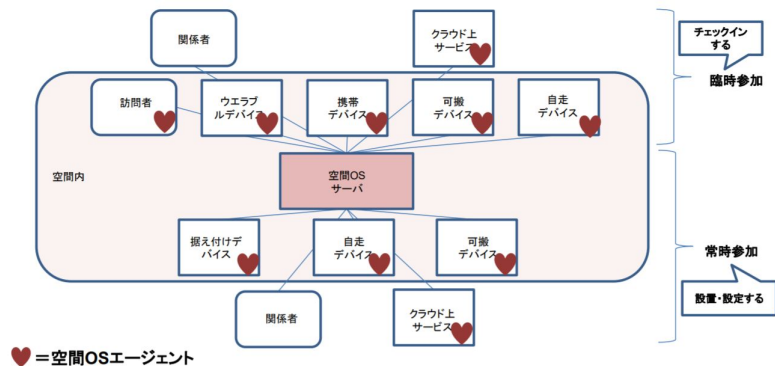 関係者
クラウド上
サービス
チェックイン
する
臨時参加
訪問者
ウエラブ
ルデバイス
携帯
デバイス
可搬
デバイス
自走
デバイス
空間内
空間OS
サーバ
据え付けデ
バイス
自走
デバイス
可搬
デバイス
常時参加
設置・設定する
関係者
クラウド上
サービス
=空間OSエージェント